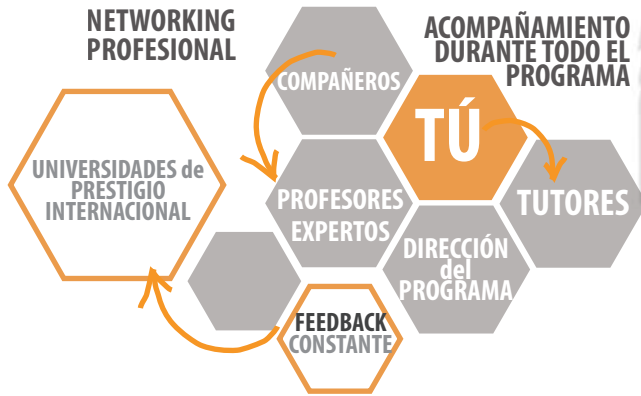 NETWORKING
PROFESIONAL
ACOMPAÑAMIENTO
DURANTE TODO EL
PROGRAMA
COMPAÑEROS
TÚ
UNIVERSIDADES de
PRESTIGIO
INTERNACIONAL
PROFESORES
EXPERTOS
TUTORES
DIRECCIÓN
del
PROGRAMA
FEEDBACK
CONSTANTE